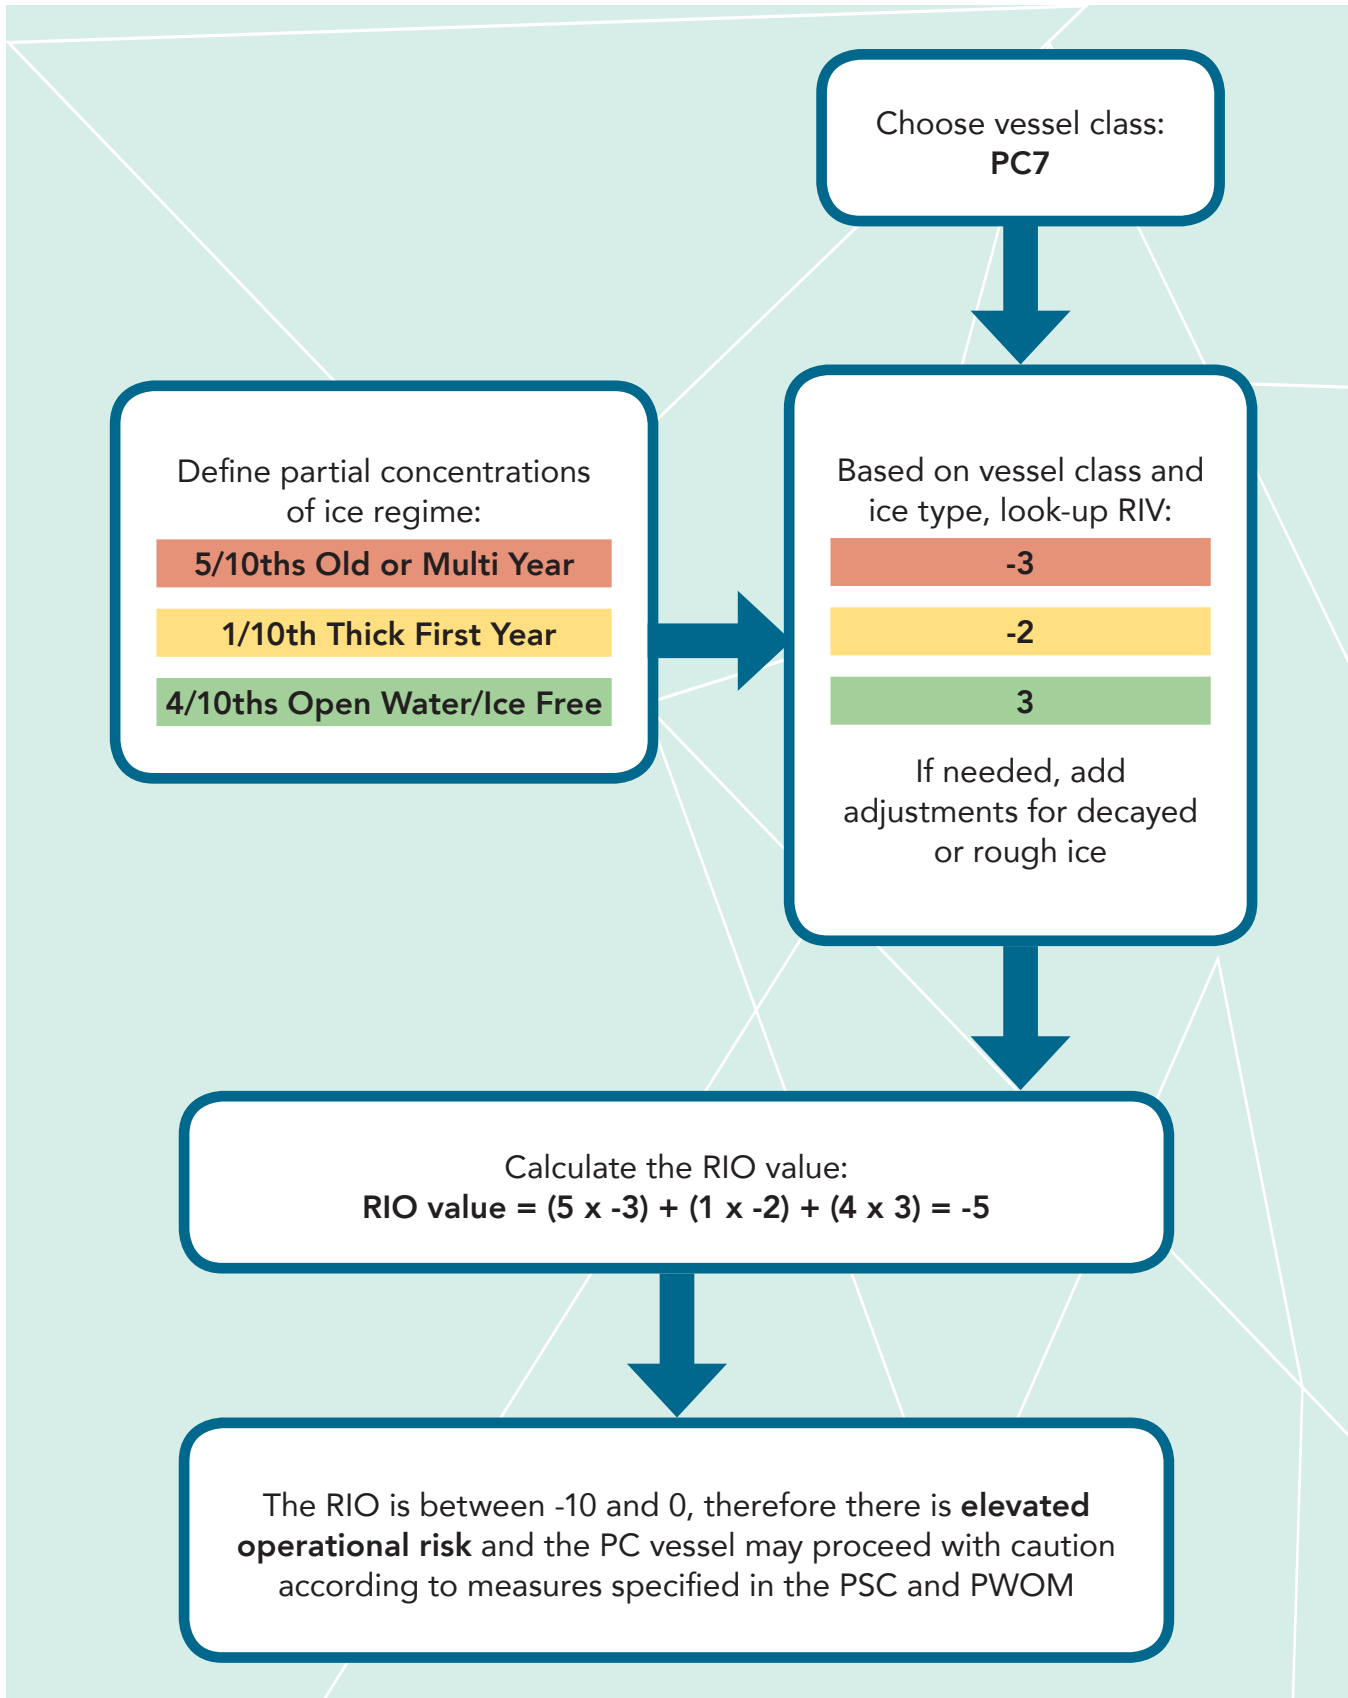 Choose vessel class:
PC7
Define partial concentrations
of ice regime:
5/10ths Old or Multi Year
1/10th Thick First Year
4/10ths Open Water/Ice Free
Based on vessel class and
ice type, look-up RIV:
-3
-2
3
If needed, add
adjustments for decayed
or rough ice
Calculate the RIO value:
RIO value = (5 x -3) + (1 x -2) + (4 x 3) = -5
The RIO is between -10 and 0, therefore there is elevated
operational risk and the PC vessel may proceed with caution
according to measures specified in the PSC and PWOM